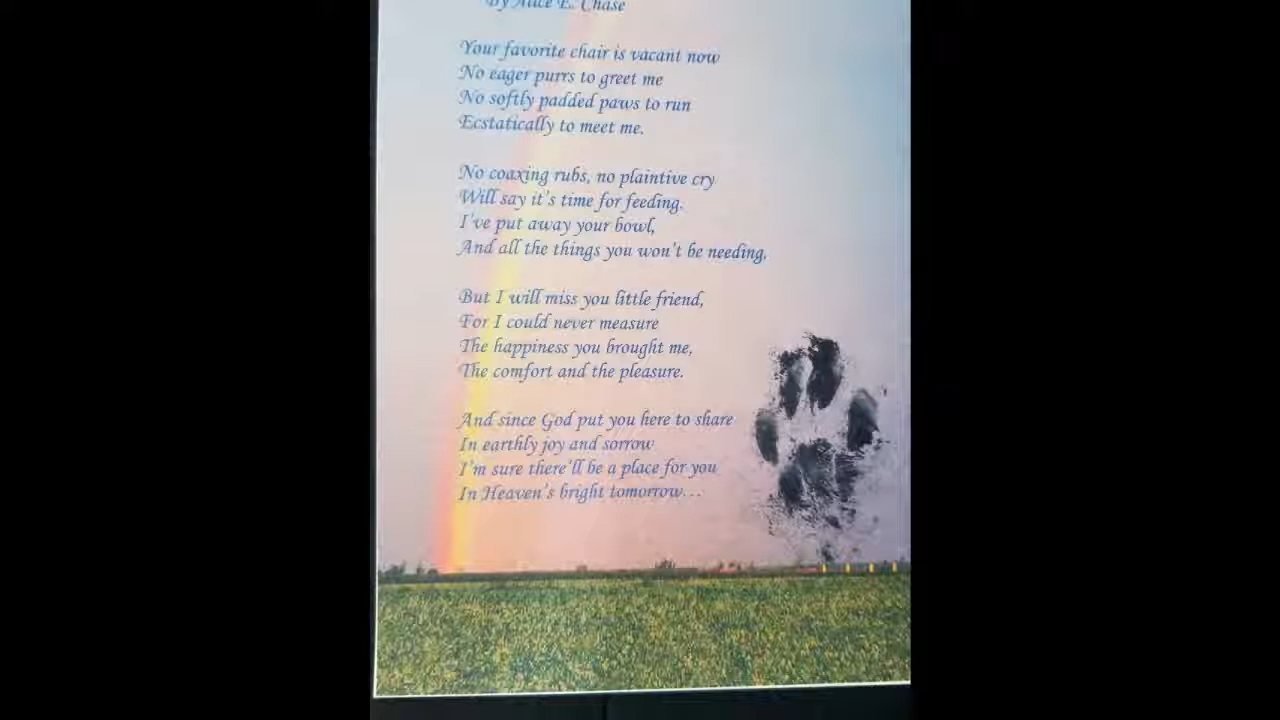 By Alice E. Chase
Your favorite chair is vacant now
No eager purrs to greet me
No softly padded paws to run
Ecstatically to meet me.
No coaxing rubs, no plaintive cry
Will say it's time for feeding.
I've put away your bowl,
And all the things you won't be needing.
But I will miss you little friend,
For I could never measure
The happiness you brought me,
The comfort and the pleasure.
And since God put you here to share
In earthly joy and sorrow
I'm sure there'll be a place for you
In Heaven's bright tomorrow...